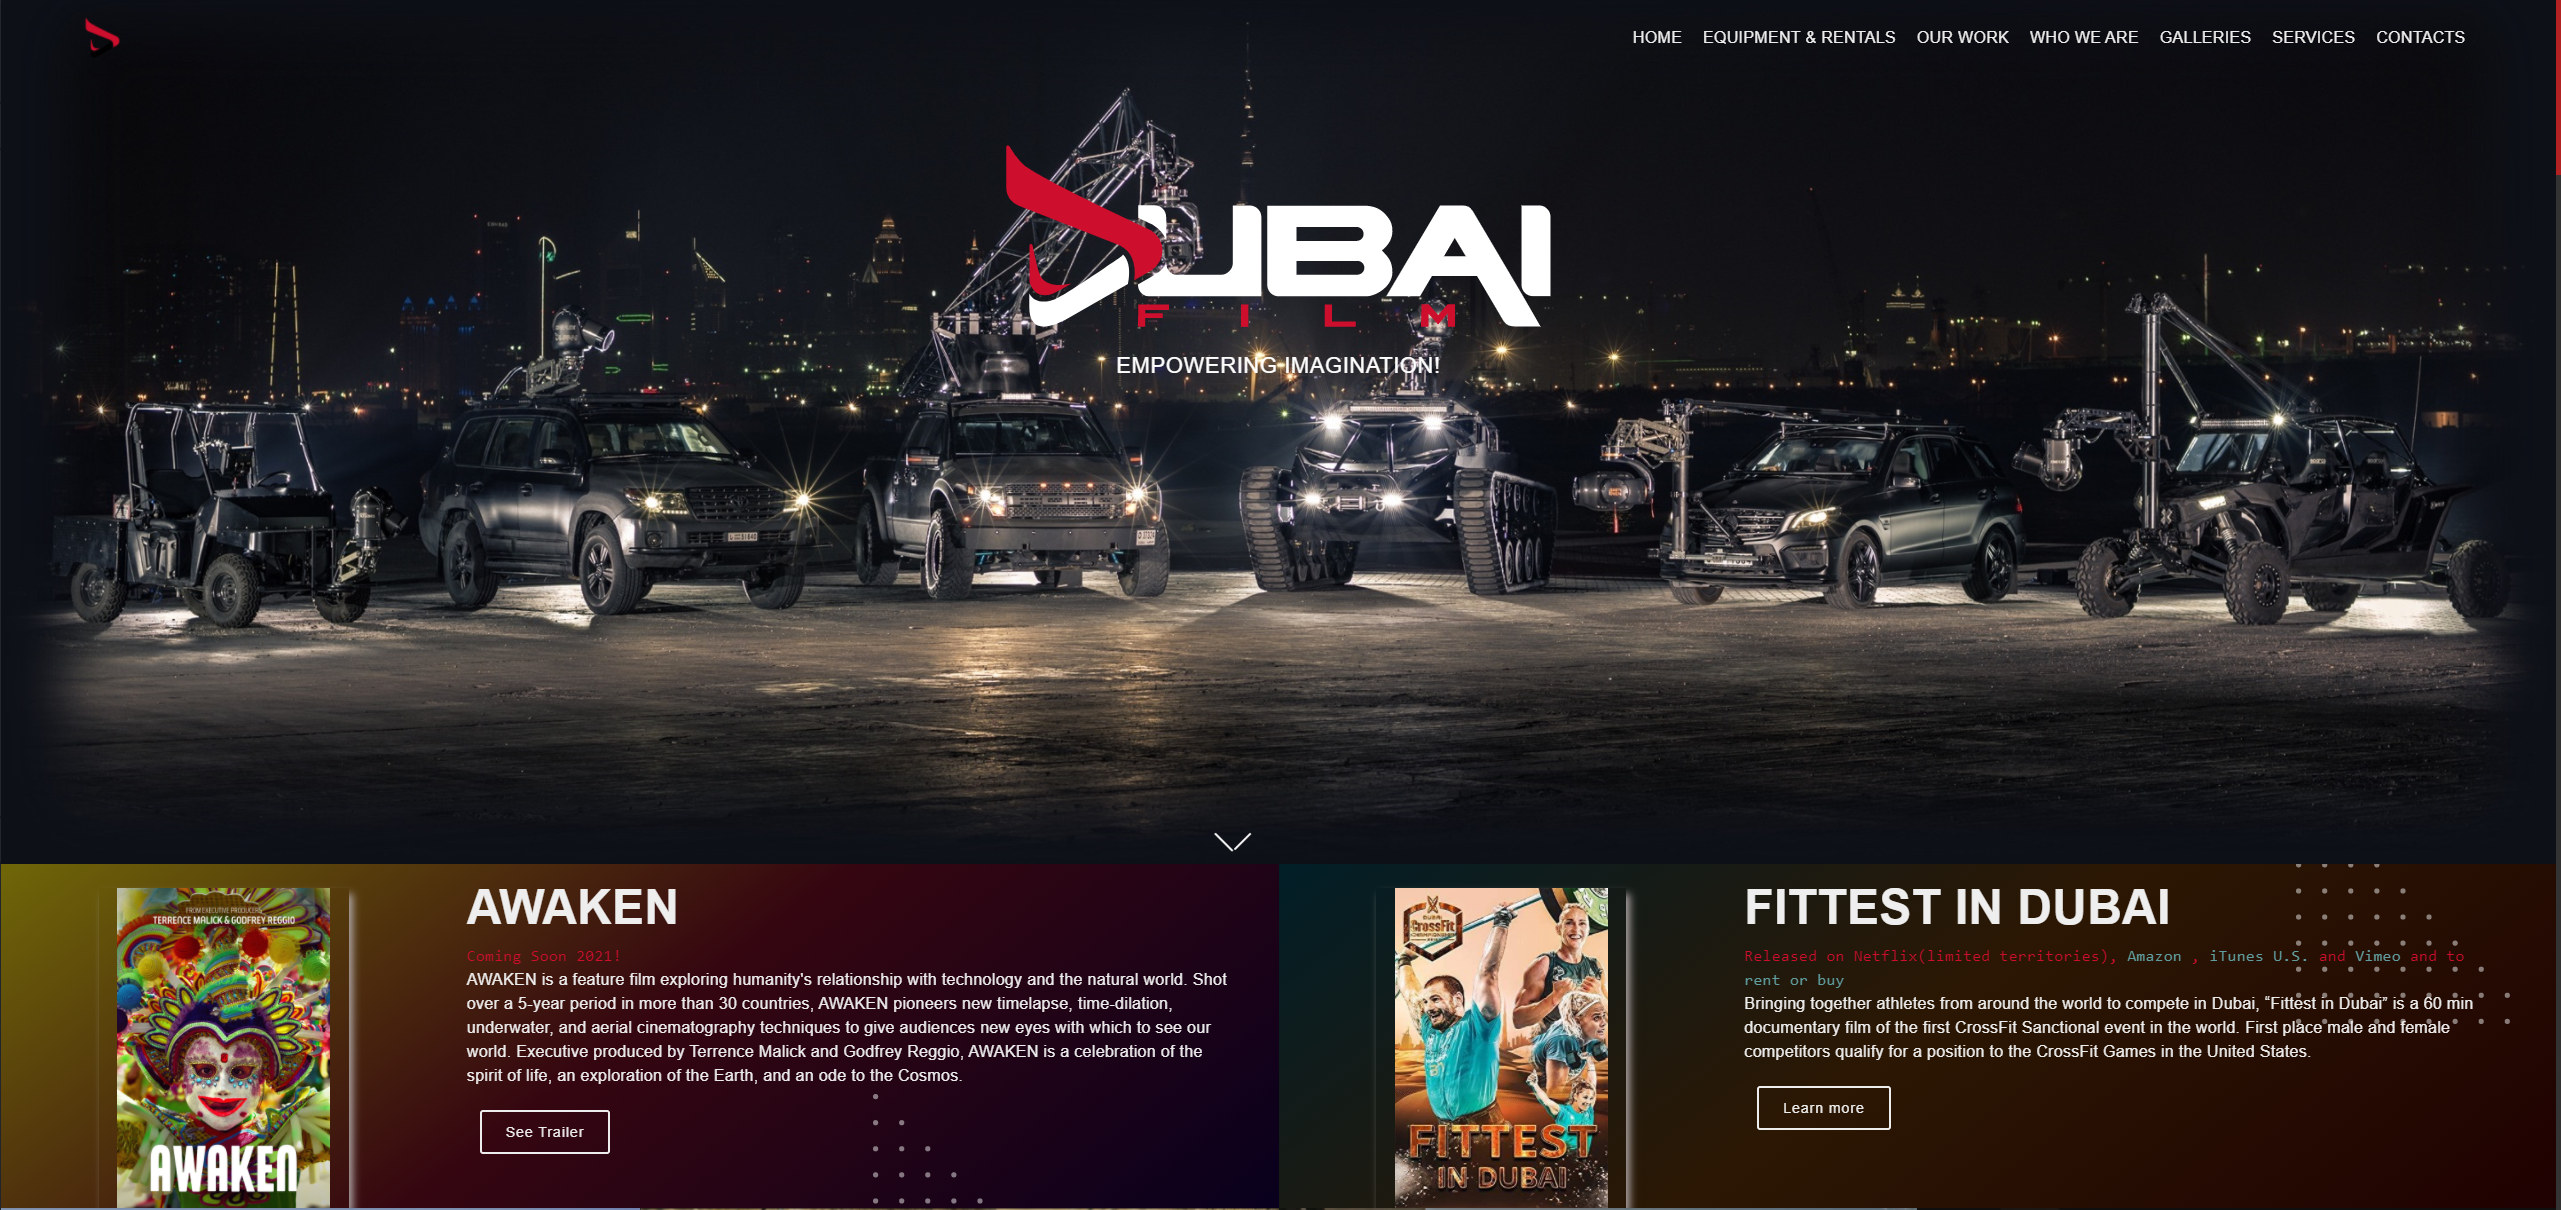 HOME EQUIPMENT & RENTALS OUR WORK WHO WE ARE GALLERIES SERVICES CONTACTS
DUBAI
FILM
EMPOWERING IMAGINATION!
FROM EXECUTIVE PRODUCERS
TERRENCE MALICK & GODFREY REGGIO
AWAKEN
AWAKEN
Coming Soon 2021!
AWAKEN is a feature film exploring humanity's relationship with technology and the natural world. Shot
over a 5-year period in more than 30 countries, AWAKEN pioneers new timelapse, time-dilation,
underwater, and aerial cinematography techniques to give audiences new eyes with which to see our
world. Executive produced by Terrence Malick and Godfrey Reggio, AWAKEN is a celebration of the
spirit of life, an exploration of the Earth, and an ode to the Cosmos.
See Trailer
DUBAI
CrossFit
FITTEST
IN DUBAI
FITTEST IN DUBAI
Released on Netflix(limited territories), Amazon , iTunes U.S. and Vimeo and to
rent or buy
Bringing together athletes from around the world to compete in Dubai, “Fittest in Dubai” is a 60 min
documentary film of the first CrossFit Sanctional event in the world. First place male and female
competitors qualify for a position to the CrossFit Games in the United States.
Learn more